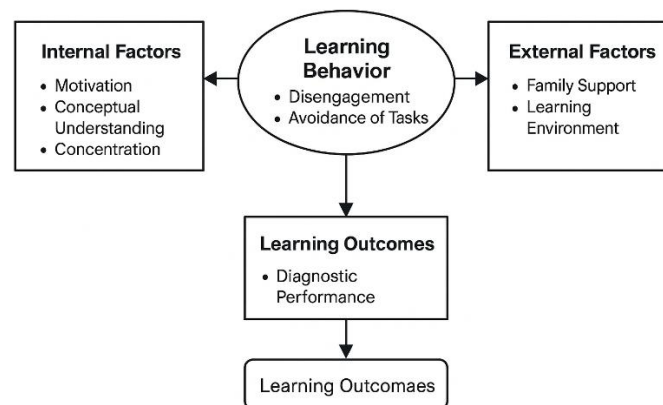 Internal Factors
• Motivation
• Conceptual
Understanding
• Concentration
Learning
Behavior
• Disengagement
• Avoidance of Tasks
External Factors
• Family Support
• Learning
Environment
Learning Outcomes
• Diagnostic
Performance
Learning Outcomaes